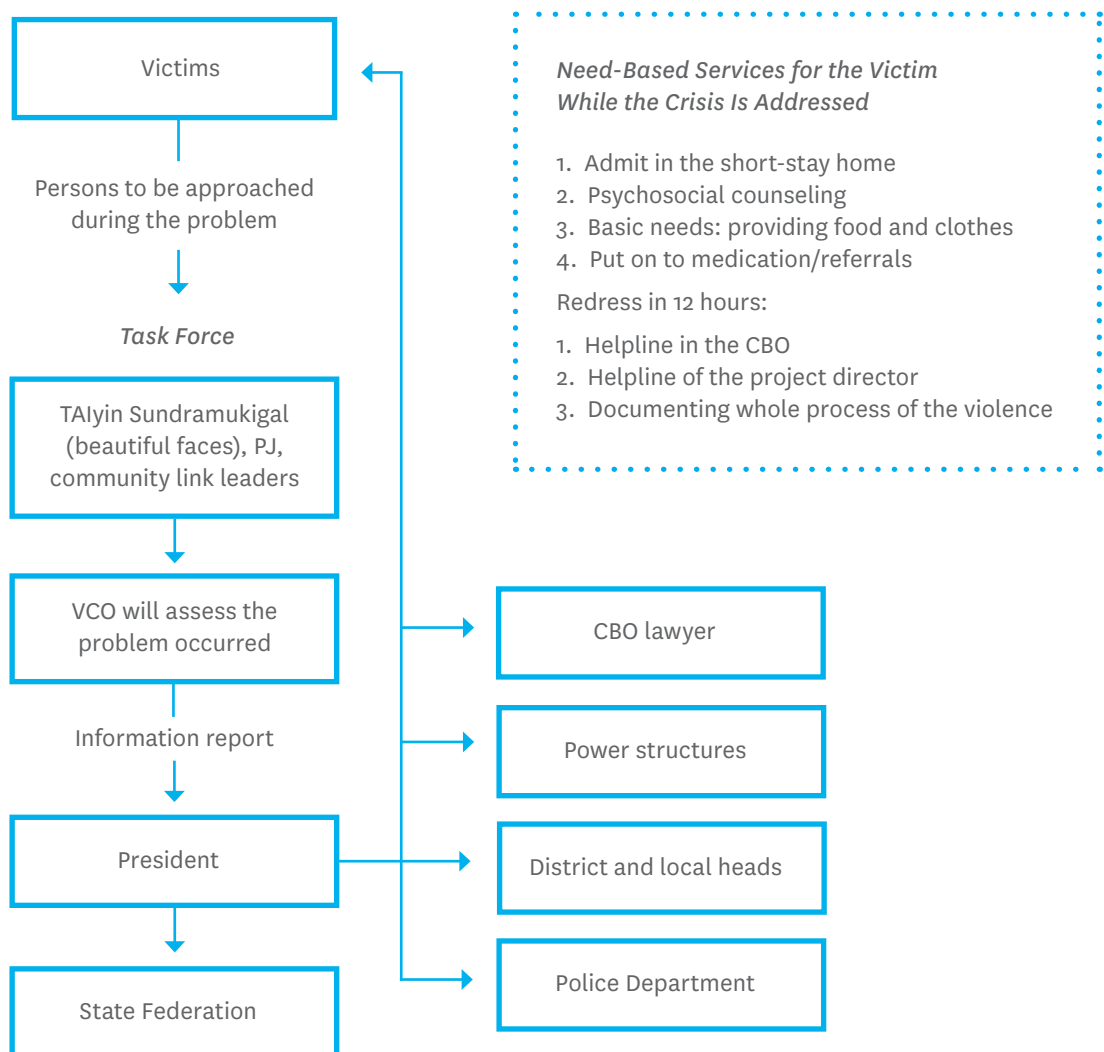 Victims
Persons to be approached
during the problem
Task Force
TAIyin Sundramukigal
(beautiful faces), PJ,
community link leaders
VCO will assess the
problem occurred
Information report
President
State Federation
Need-Based Services for the Victim
While the Crisis Is Addressed
1. Admit in the short-stay home
2. Psychosocial counseling
3. Basic needs: providing food and clothes
4. Put on to medication/referrals
Redress in 12 hours:
1. Helpline in the CBO
2. Helpline of the project director
3. Documenting whole process of the violence
CBO lawyer
Power structures
District and local heads
Police Department